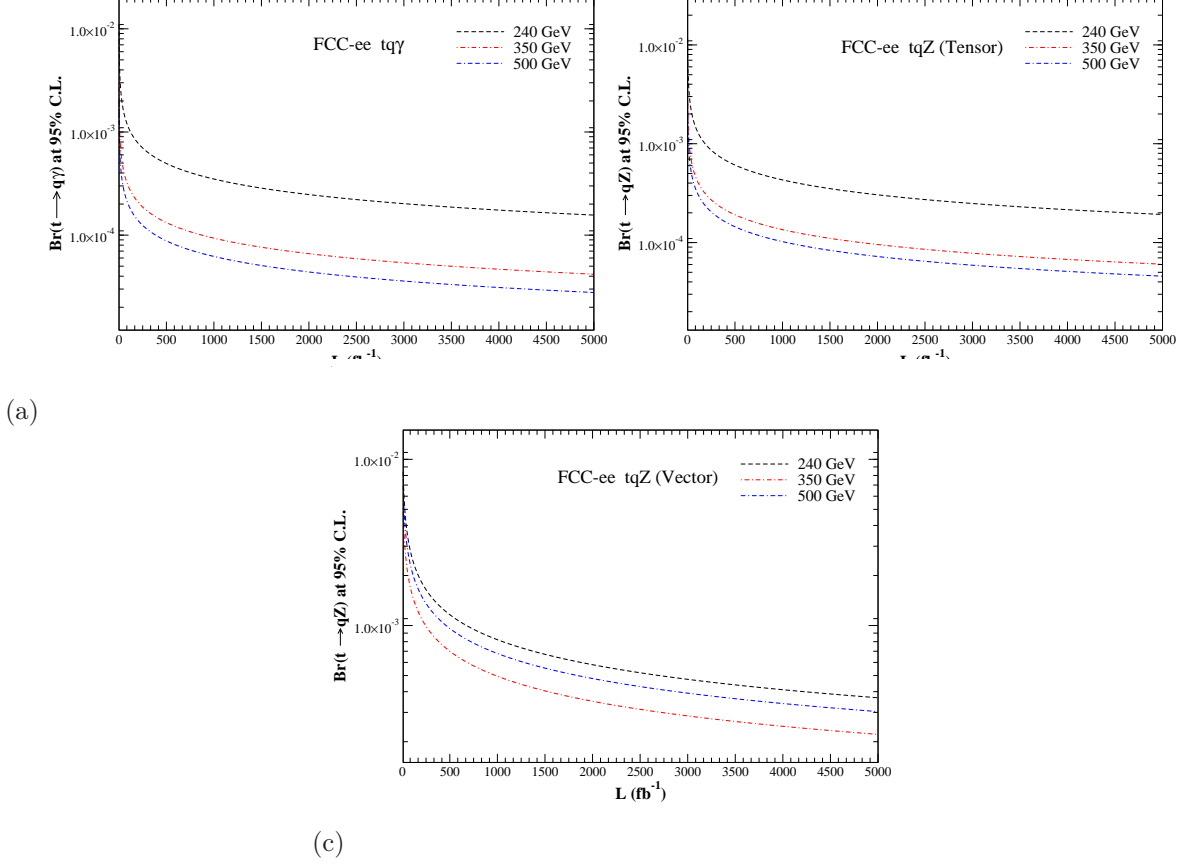 FCC-ee tqγ
240 GeV
350 GeV
500 GeV
Br(t ⟶qγ) at 95% C.L.
1.0×10⁻²
1.0×10⁻³
1.0×10⁻⁴
0 500 1000 1500 2000 2500 3000 3500 4000 4500 5000
FCC-ee tqZ (Tensor)
240 GeV
350 GeV
500 GeV
Br(t ⟶qZ) at 95% C.L.
1.0×10⁻²
1.0×10⁻³
1.0×10⁻⁴
0 500 1000 1500 2000 2500 3000 3500 4000 4500 5000
(a)
FCC-ee tqZ (Vector)
240 GeV
350 GeV
500 GeV
Br(t ⟶qZ) at 95% C.L.
1.0×10⁻²
1.0×10⁻³
0 500 1000 1500 2000 2500 3000 3500 4000 4500 5000
L (fb⁻¹)
(c)